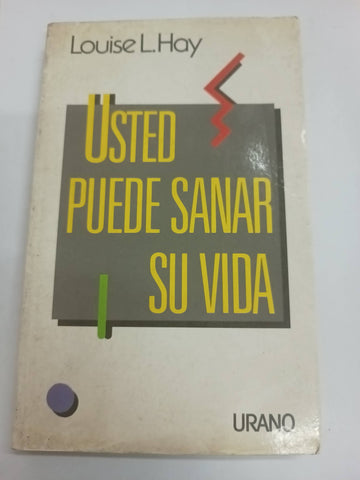 Louise L. Hay
USTED
PUEDE SANAR
SU VIDA
URANO